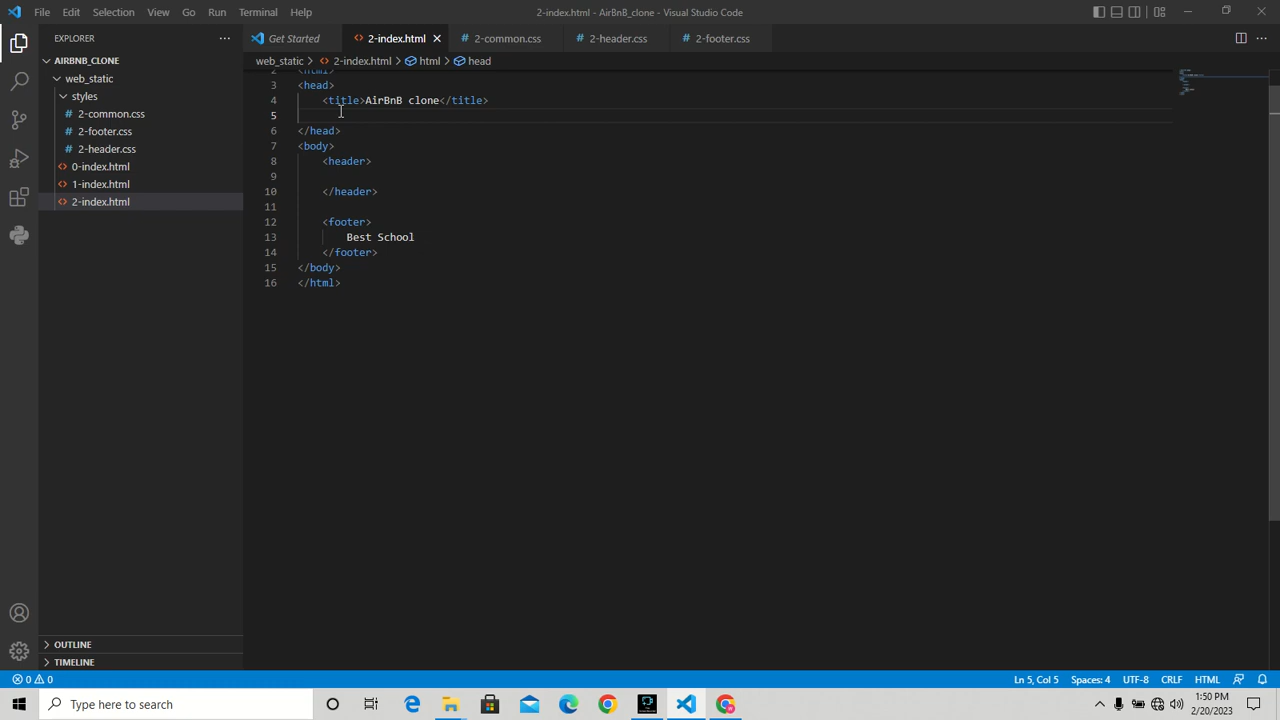 File Edit Selection View Go Run Terminal Help
2-index.html - AirBnB_clone - Visual Studio Code
EXPLORER
Get Started
2-index.html
2-common.css
2-header.css
2-footer.css
AIRBNB_CLONE
web_static > 2-index.html > html > head
web_static
styles
2-common.css
2-footer.css
2-header.css
0-index.html
1-index.html
2-index.html
2 <html>
3 <head>
4 <title>AirBnB clone</title>
5
6 </head>
7 <body>
8 <header>
9
10 </header>
11
12 <footer>
13 Best School
14 </footer>
15 </body>
16 </html>
OUTLINE
TIMELINE
0 0
Ln 5, Col 5 Spaces: 4 UTF-8 CRLF HTML
Type here to search
1:50 PM
2/20/2023